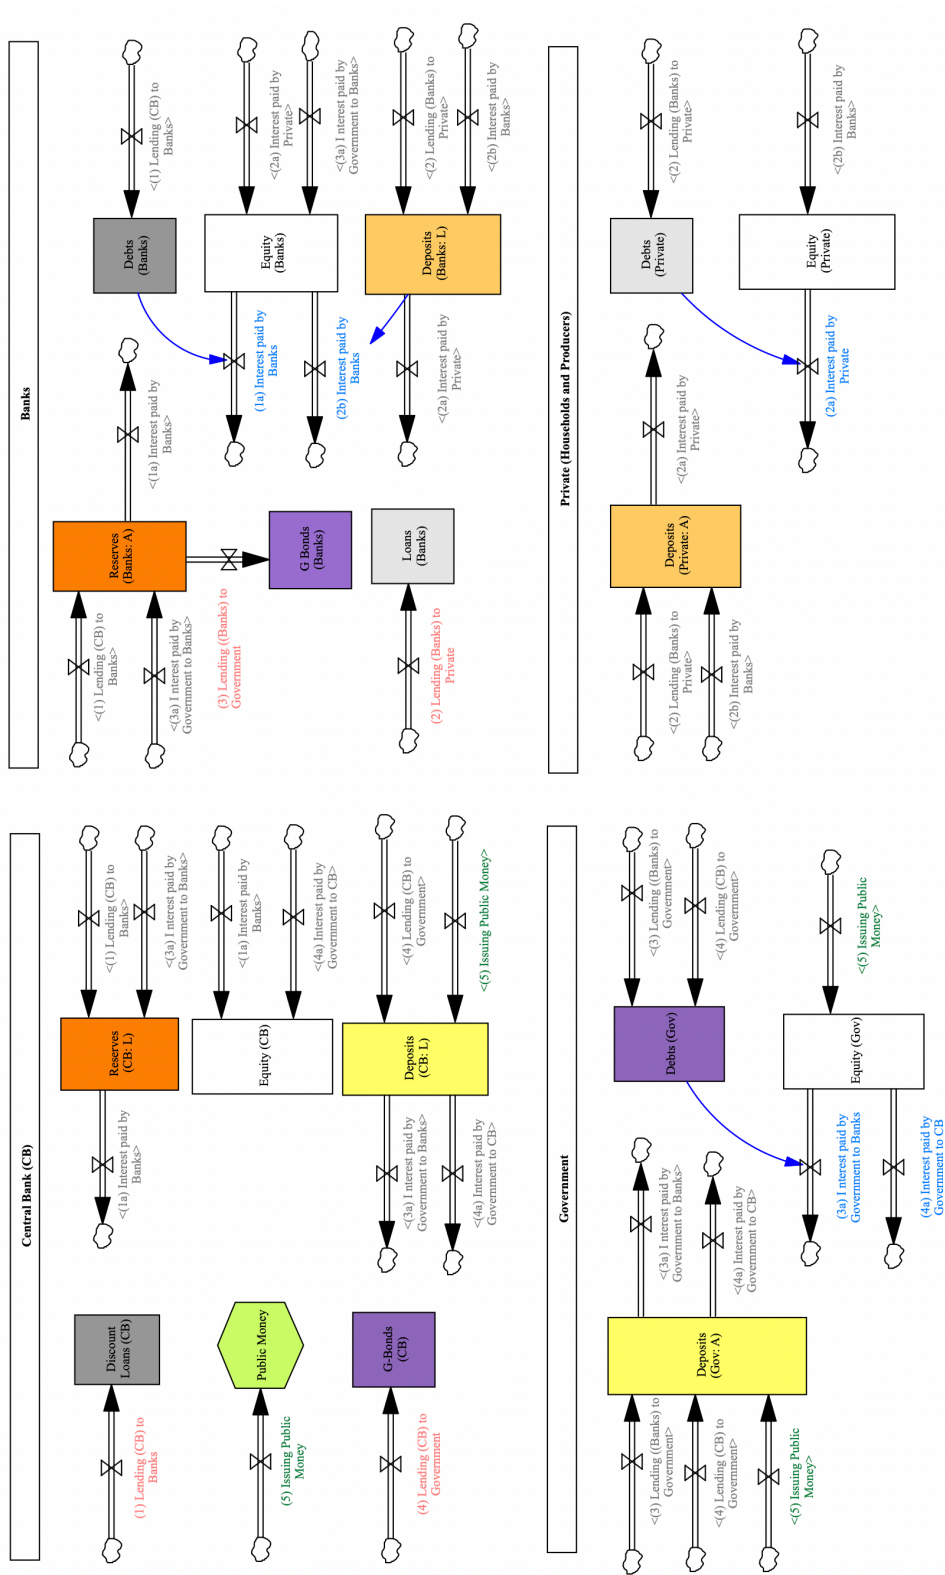 Central Bank (CB)
(1) Lending (CB) to
Banks
Discount
Loans (CB)
<(1a) Interest paid by
Banks>
Reserves
(CB: L)
<(1) Lending (CB) to
Banks>
<(3a) I nterest paid by
Government to Banks>
(5) Issuing Public
Money
Public Money
Equity (CB)
<(1a) Interest paid by
Banks>
<(4a) Interest paid by
Government to CB>
(4) Lending (CB) to
Government
G-Bonds
(CB)
<(3a) I nterest paid by
Government to Banks>
<(4a) Interest paid by
Government to CB>
Deposits
(CB: L)
<(4) Lending (CB) to
Government>
<(5) Issuing Public Money>
Banks
<(1) Lending (CB) to
Banks>
<(3a) I nterest paid by
Government to Banks>
Reserves
(Banks: A)
<(1a) Interest paid by
Banks>
(3) Lending ((Banks) to
Government
G Bonds
(Banks)
(2) Lending (Banks) to
Private
Loans
(Banks)
Debts
(Banks)
<(1) Lending (CB) to
Banks>
(1a) Interest paid by
Banks
(2b) Interest paid by
Banks
Equity
(Banks)
<(2a) Interest paid by
Private>
<(3a) I nterest paid by
Government to Banks>
<(2a) Interest paid by
Private>
Deposits
(Banks: L)
<(2) Lending (Banks) to
Private>
<(2b) Interest paid by
Banks>
Government
<(3) Lending ((Banks) to
Government>
<(4) Lending (CB) to
Government>
<(5) Issuing Public
Money>
Deposits
(Gov: A)
<(3a) I nterest paid by
Government to Banks>
<(4a) Interest paid by
Government to CB>
Debts (Gov)
<(3) Lending ((Banks) to
Government>
<(4) Lending (CB) to
Government>
(3a) I nterest paid by
Government to Banks
(4a) Interest paid by
Government to CB
Equity (Gov)
<(5) Issuing Public
Money>
Private (Households and Producers)
<(2) Lending (Banks) to
Private>
<(2b) Interest paid by
Banks>
Deposits
(Private: A)
<(2a) Interest paid by
Private>
Debts
(Private)
<(2) Lending (Banks) to
Private>
(2a) Interest paid by
Private
Equity
(Private)
<(2b) Interest paid by
Banks>